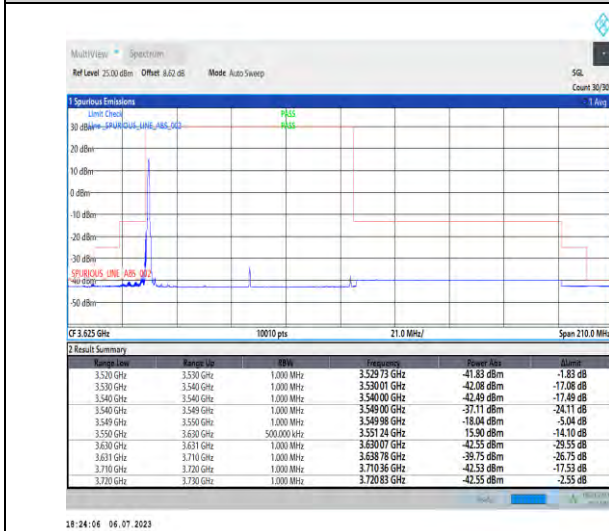 MultiView Spectrum
Ref Level 25.00 dBm Offset 8.62 dB Mode Auto Sweep SGL
Count 30/30
1 Spurious Emissions 1 Avg
Limit Check PASS
30 dBm Line _SPURIOUS_LINE_ABS_002 PASS
20 dBm
10 dBm
0 dBm
-10 dBm
-20 dBm
-30 dBm
SPURIOUS_LINE_ABS_002
-40 dBm
-50 dBm
CF 3.625 GHz 10010 pts 21.0 MHz/ Span 210.0 MHz
2 Result Summary
Range Low Range Up RBW Frequency Power Abs ΔLimit
3.520 GHz 3.530 GHz 1.000 MHz 3.529 73 GHz -41.83 dBm -1.83 dB
3.530 GHz 3.540 GHz 1.000 MHz 3.530 01 GHz -42.08 dBm -17.08 dB
3.540 GHz 3.540 GHz 1.000 MHz 3.540 00 GHz -42.49 dBm -17.49 dB
3.540 GHz 3.549 GHz 1.000 MHz 3.549 00 GHz -37.11 dBm -24.11 dB
3.549 GHz 3.550 GHz 1.000 MHz 3.549 98 GHz -18.04 dBm -5.04 dB
3.550 GHz 3.630 GHz 500.000 kHz 3.551 24 GHz 15.90 dBm -14.10 dB
3.630 GHz 3.631 GHz 1.000 MHz 3.630 07 GHz -42.55 dBm -29.55 dB
3.631 GHz 3.710 GHz 1.000 MHz 3.638 78 GHz -39.75 dBm -26.75 dB
3.710 GHz 3.720 GHz 1.000 MHz 3.710 36 GHz -42.53 dBm -17.53 dB
3.720 GHz 3.730 GHz 1.000 MHz 3.720 83 GHz -42.55 dBm -2.55 dB
18:24:06 06.07.2023